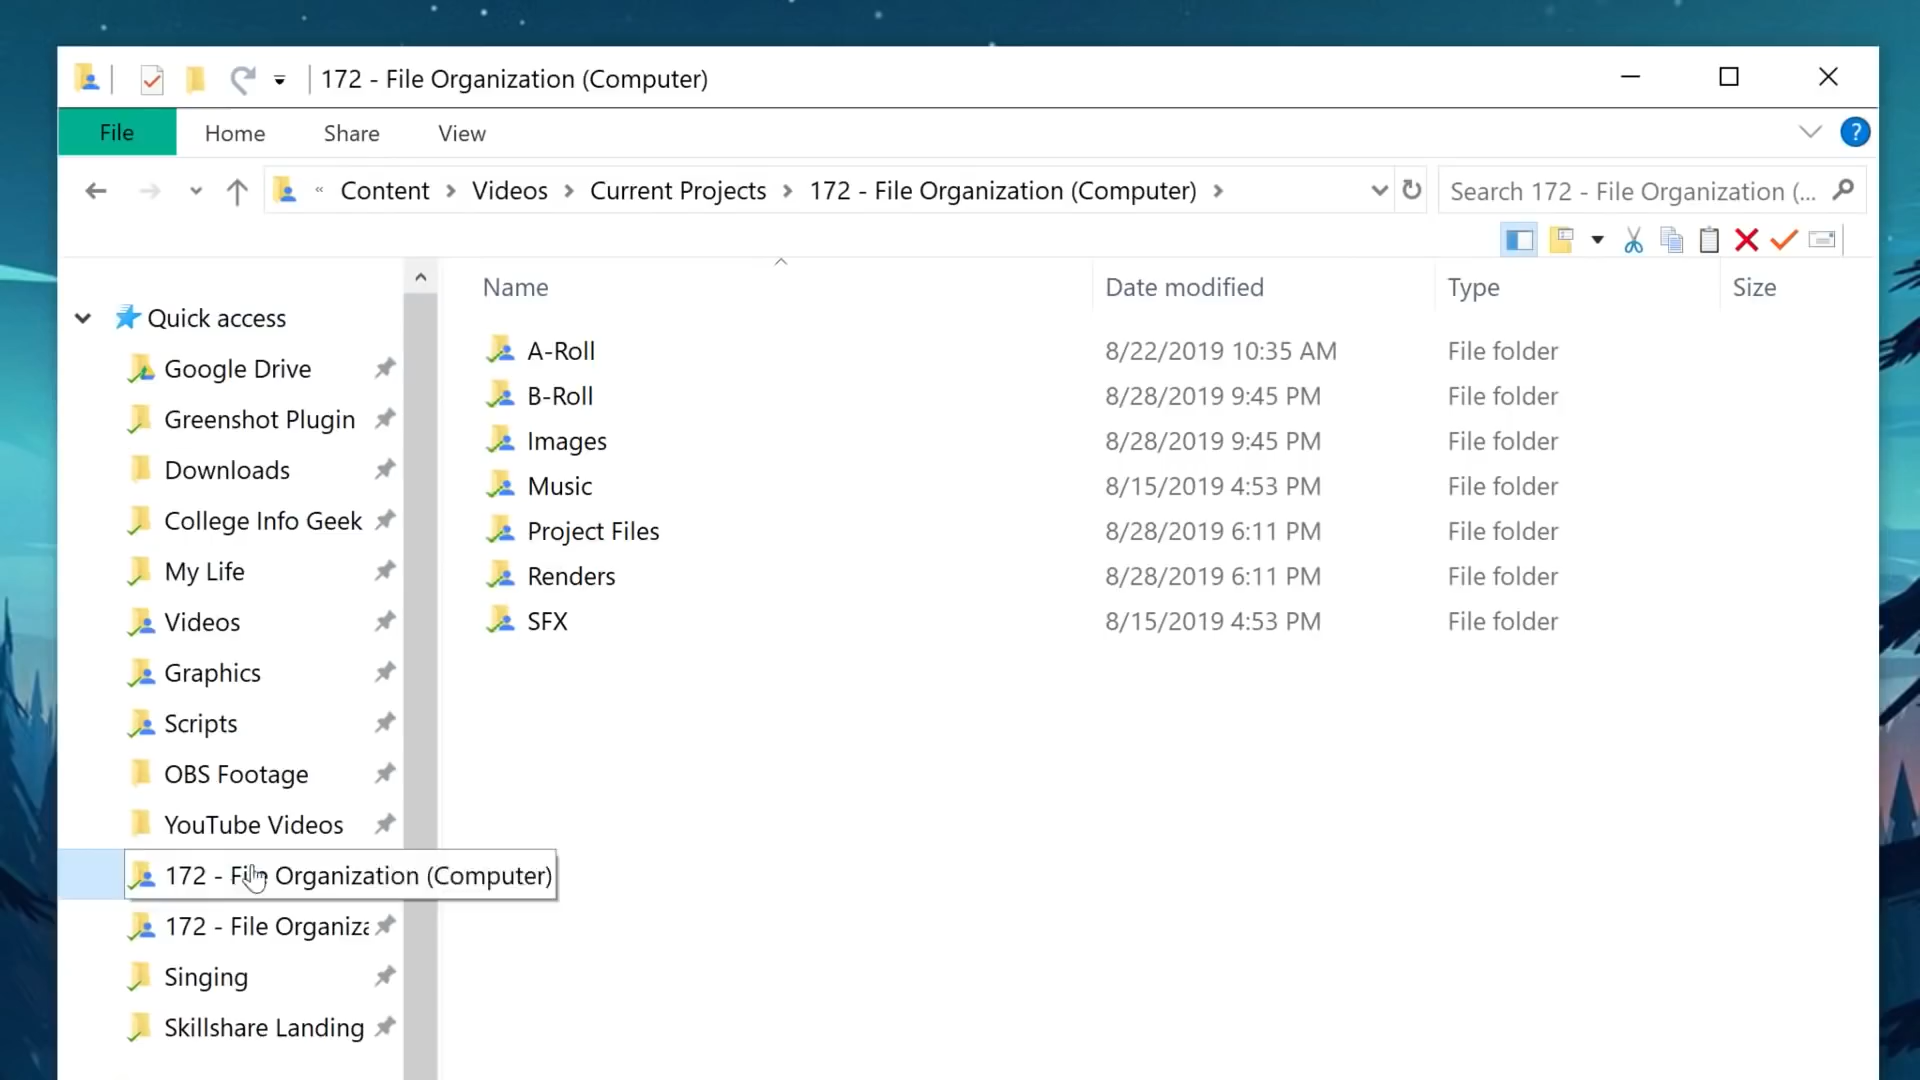 172 - File Organization (Computer)
File Home Share View
?
« Content > Videos > Current Projects > 172 - File Organization (Computer) >
Search 172 - File Organization (...
Name Date modified Type Size
Quick access
Google Drive
Greenshot Plugin
Downloads
College Info Geek
My Life
Videos
Graphics
Scripts
OBS Footage
YouTube Videos
172 - File Organization (Computer)
172 - File Organiza
Singing
Skillshare Landing
A-Roll 8/22/2019 10:35 AM File folder
B-Roll 8/28/2019 9:45 PM File folder
Images 8/28/2019 9:45 PM File folder
Music 8/15/2019 4:53 PM File folder
Project Files 8/28/2019 6:11 PM File folder
Renders 8/28/2019 6:11 PM File folder
SFX 8/15/2019 4:53 PM File folder